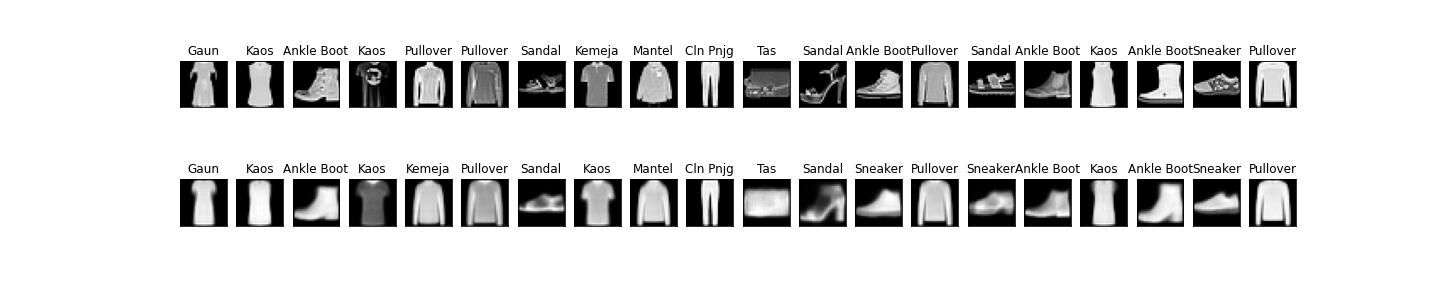 Gaun Kaos Ankle Boot Kaos Pullover Pullover Sandal Kemeja Mantel Cln Pnjg Tas Sandal Ankle Boot Pullover Sandal Ankle Boot Kaos Ankle Boot Sneaker Pullover
Gaun Kaos Ankle Boot Kaos Kemeja Pullover Sandal Kaos Mantel Cln Pnjg Tas Sandal Sneaker Pullover Sneaker Ankle Boot Kaos Ankle Boot Sneaker Pullover